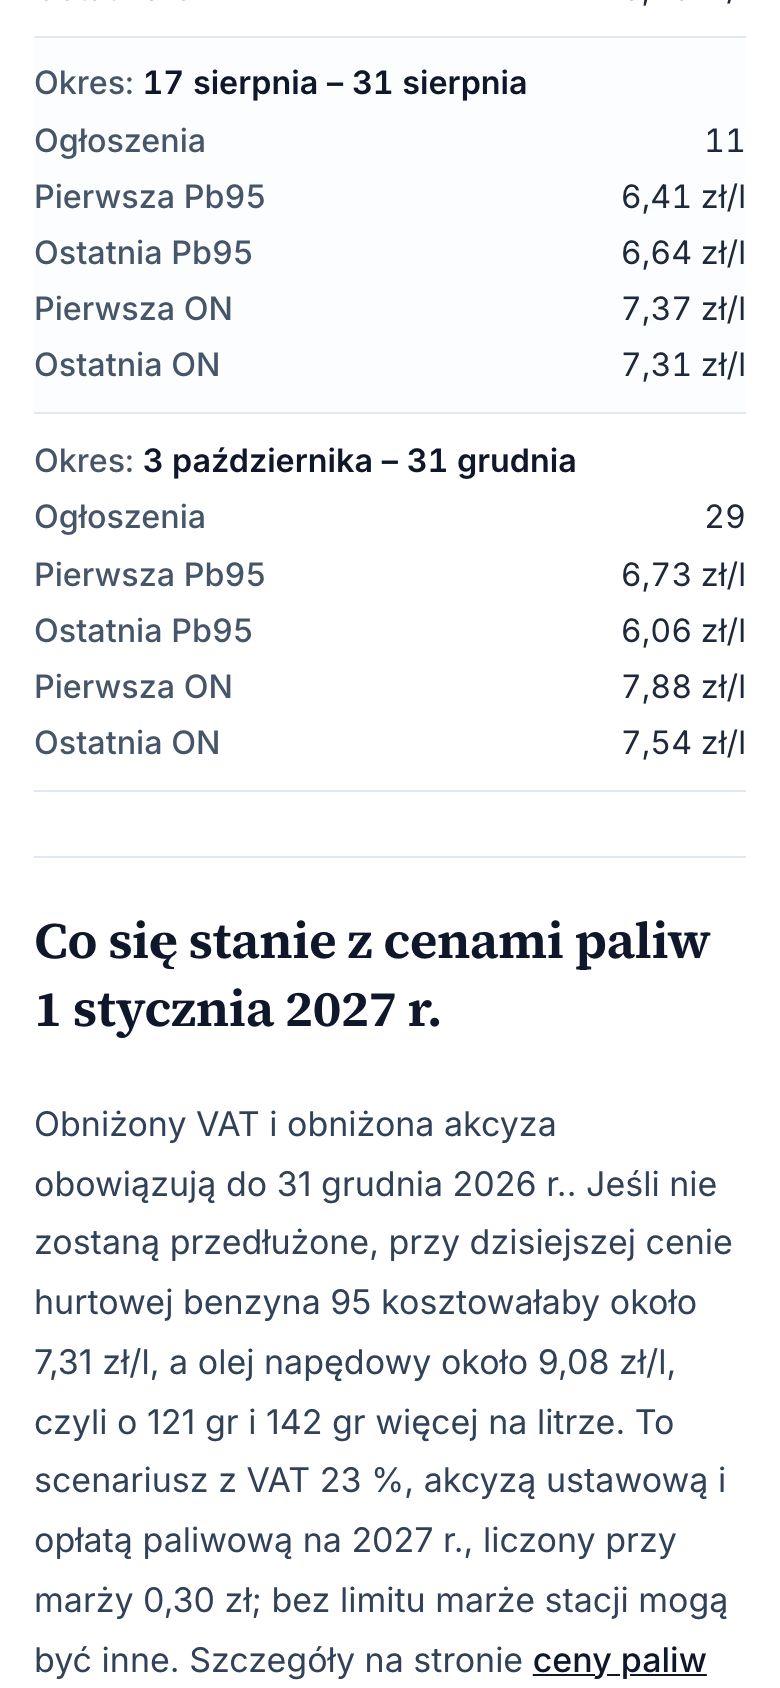 Okres: 17 sierpnia – 31 sierpnia
Ogłoszenia 11
Pierwsza Pb95 6,41 zł/l
Ostatnia Pb95 6,64 zł/l
Pierwsza ON 7,37 zł/l
Ostatnia ON 7,31 zł/l
Okres: 3 października – 31 grudnia
Ogłoszenia 29
Pierwsza Pb95 6,73 zł/l
Ostatnia Pb95 6,06 zł/l
Pierwsza ON 7,88 zł/l
Ostatnia ON 7,54 zł/l
Co się stanie z cenami paliw
1 stycznia 2027 r.
Obniżony VAT i obniżona akcyza
obowiązują do 31 grudnia 2026 r.. Jeśli nie
zostaną przedłużone, przy dzisiejszej cenie
hurtowej benzyna 95 kosztowałaby około
7,31 zł/l, a olej napędowy około 9,08 zł/l,
czyli o 121 gr i 142 gr więcej na litrze. To
scenariusz z VAT 23 %, akcyzą ustawową i
opłatą paliwową na 2027 r., liczony przy
marży 0,30 zł; bez limitu marże stacji mogą
być inne. Szczegóły na stronie ceny paliw